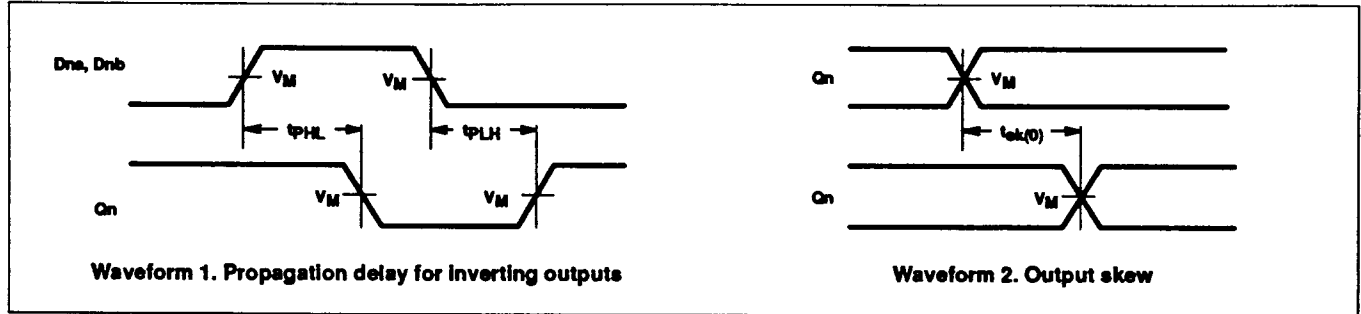 Dna, Dnb
VM
VM
tPHL
tPLH
Qn
VM
VM
Waveform 1. Propagation delay for inverting outputs
Qn
VM
tsk(0)
Qn
VM
Waveform 2. Output skew